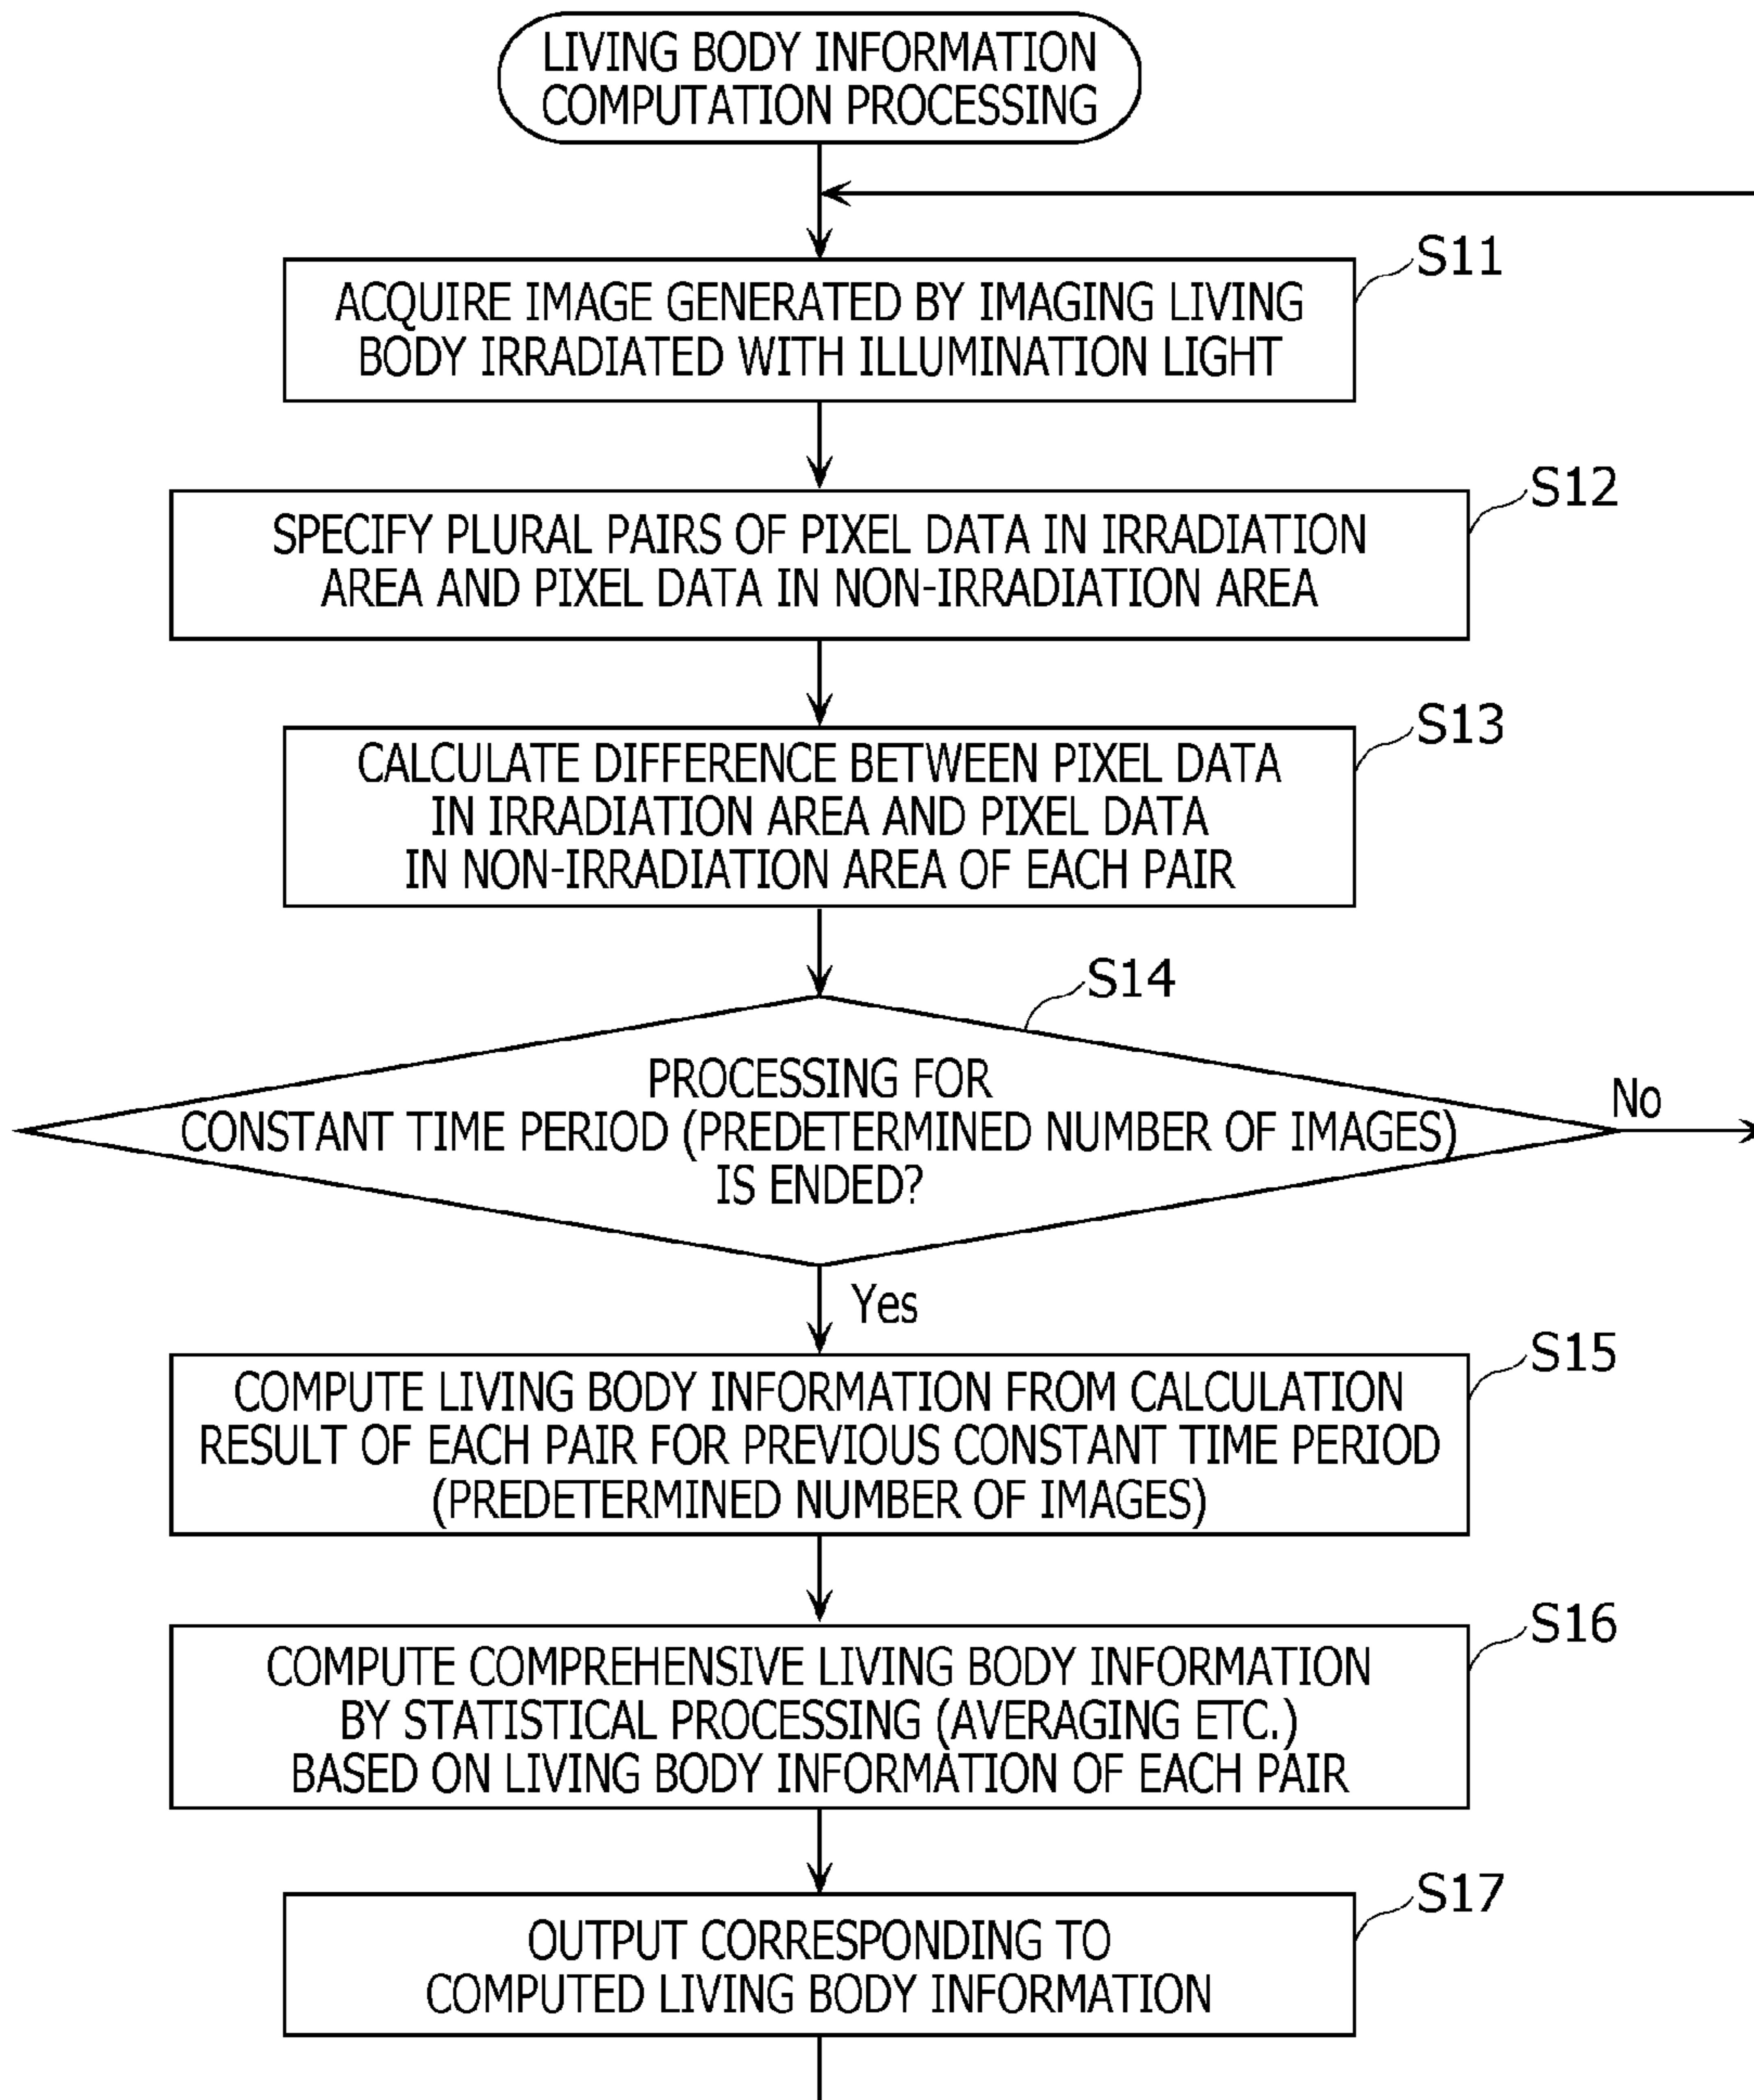 LIVING BODY INFORMATION
COMPUTATION PROCESSING
S11
ACQUIRE IMAGE GENERATED BY IMAGING LIVING
BODY IRRADIATED WITH ILLUMINATION LIGHT
S12
SPECIFY PLURAL PAIRS OF PIXEL DATA IN IRRADIATION
AREA AND PIXEL DATA IN NON-IRRADIATION AREA
S13
CALCULATE DIFFERENCE BETWEEN PIXEL DATA
IN IRRADIATION AREA AND PIXEL DATA
IN NON-IRRADIATION AREA OF EACH PAIR
S14
PROCESSING FOR
CONSTANT TIME PERIOD (PREDETERMINED NUMBER OF IMAGES)
IS ENDED?
No
Yes
S15
COMPUTE LIVING BODY INFORMATION FROM CALCULATION
RESULT OF EACH PAIR FOR PREVIOUS CONSTANT TIME PERIOD
(PREDETERMINED NUMBER OF IMAGES)
S16
COMPUTE COMPREHENSIVE LIVING BODY INFORMATION
BY STATISTICAL PROCESSING (AVERAGING ETC.)
BASED ON LIVING BODY INFORMATION OF EACH PAIR
S17
OUTPUT CORRESPONDING TO
COMPUTED LIVING BODY INFORMATION